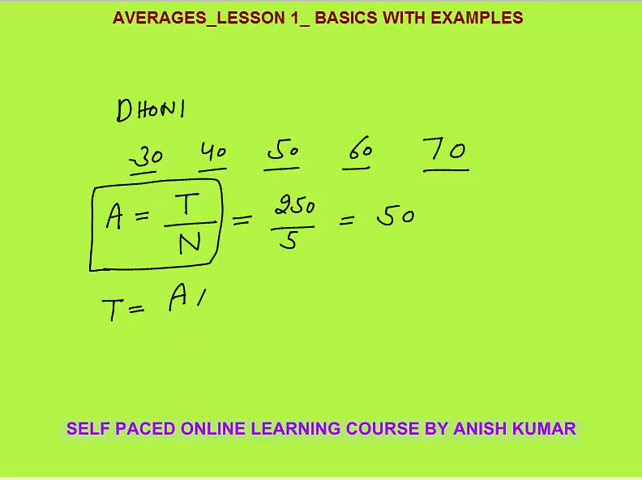 AVERAGES_LESSON 1_ BASICS WITH EXAMPLES
DHONI
30 40 50 60 70
A = T/N = 250/5 = 50
T = A /
SELF PACED ONLINE LEARNING COURSE BY ANISH KUMAR